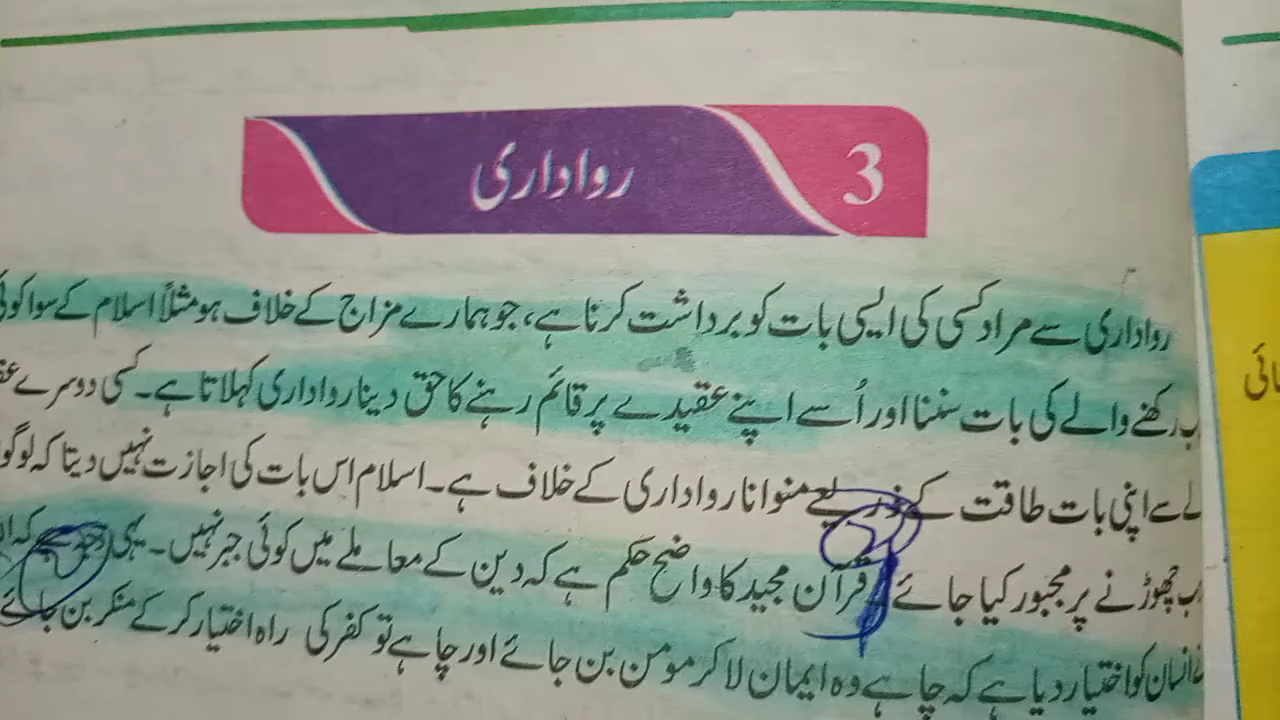 3
رواداری
رواداری سے مراد کسی کی ایسی بات کو برداشت کرنا ہے، جو ہمارے مزاج کے خلاف ہو مثلاً اسلام کے سوا کوئی
رکھنے والے کی بات سننا اور اُسے اپنے عقیدے پر قائم رہنے کا حق دینا رواداری کہلاتا ہے۔ کسی دوسرے
سے اپنی بات طاقت کے ذریعے منوانا رواداری کے خلاف ہے۔ اسلام اس بات کی اجازت نہیں دیتا کہ
چھوڑنے پر مجبور کیا جائے قرآن مجید کا واضح حکم ہے کہ دین کے معاملے میں کوئی جبر نہیں۔ یہی
انسان کو اختیار دیا ہے کہ چاہے وہ ایمان لا کر مومن بن جائے اور چاہے تو کفر کی راہ اختیار کر کے منکر بن جائے